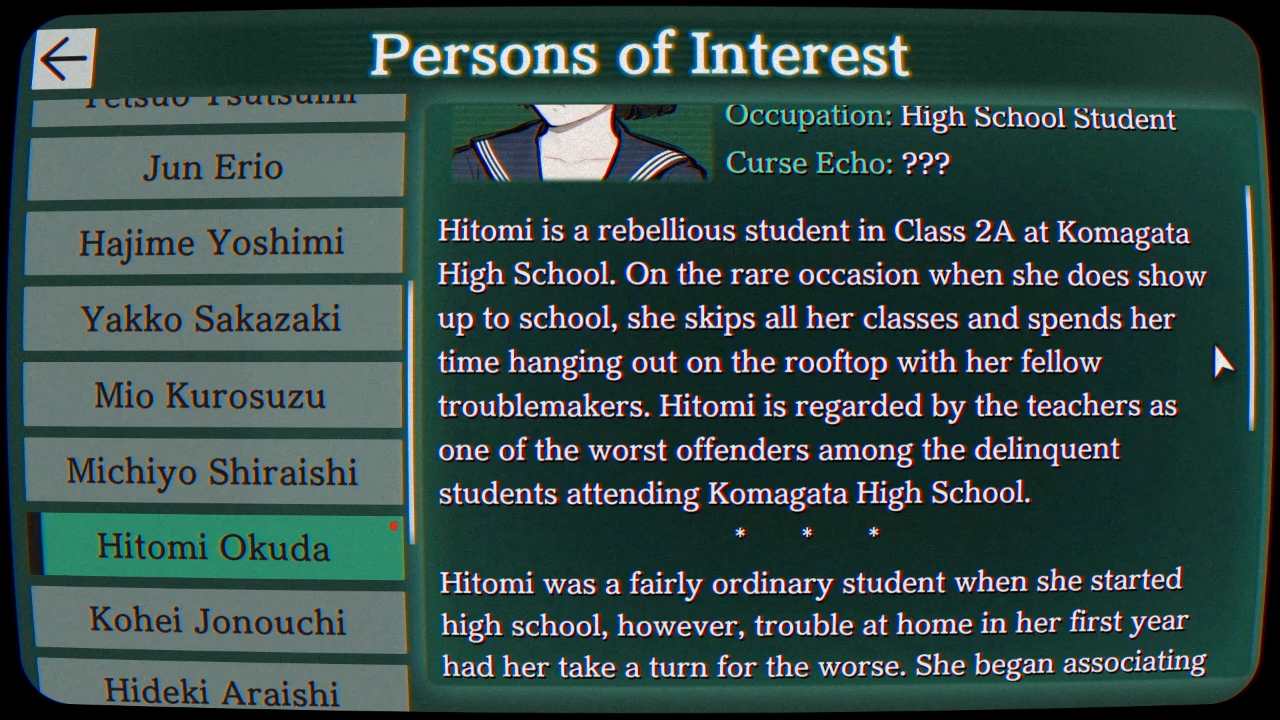 Persons of Interest
Tetsuo Tsutsumi
Jun Erio
Hajime Yoshimi
Yakko Sakazaki
Mio Kurosuzu
Michiyo Shiraishi
Hitomi Okuda
Kohei Jonouchi
Hideki Araishi
Occupation: High School Student
Curse Echo: ???
Hitomi is a rebellious student in Class 2A at Komagata
High School. On the rare occasion when she does show
up to school, she skips all her classes and spends her
time hanging out on the rooftop with her fellow
troublemakers. Hitomi is regarded by the teachers as
one of the worst offenders among the delinquent
students attending Komagata High School.
* * *
Hitomi was a fairly ordinary student when she started
high school, however, trouble at home in her first year
had her take a turn for the worse. She began associating